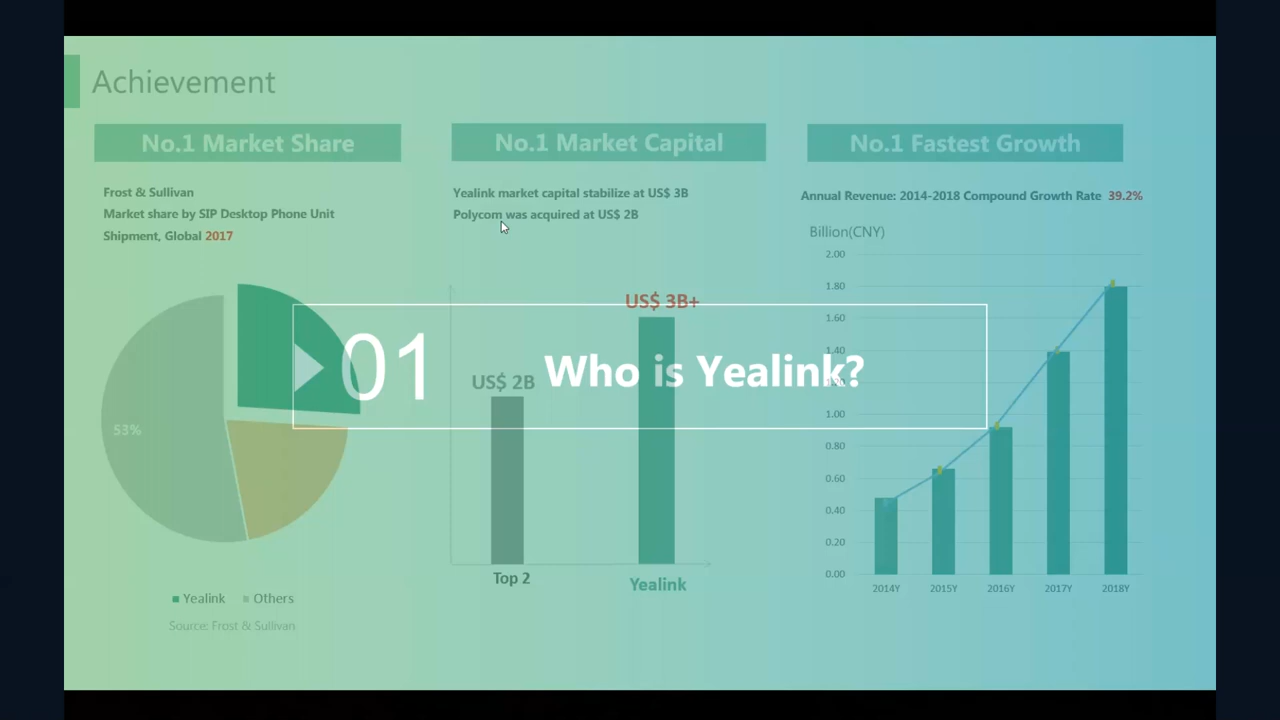 Achievement
No.1 Market Share
No.1 Market Capital
No.1 Fastest Growth
Frost & Sullivan
Market share by SIP Desktop Phone Unit
Shipment, Global 2017
Yealink market capital stabilize at US$ 3B
Polycom was acquired at US$ 2B
Annual Revenue: 2014-2018 Compound Growth Rate 39.2%
53%
Yealink
Others
Source: Frost & Sullivan
US$ 2B
US$ 3B+
Top 2
Yealink
Billion(CNY)
2.00
1.80
1.60
1.40
1.00
0.80
0.60
0.40
0.20
0.00
2014Y
2015Y
2016Y
2017Y
2018Y
01
Who is Yealink?